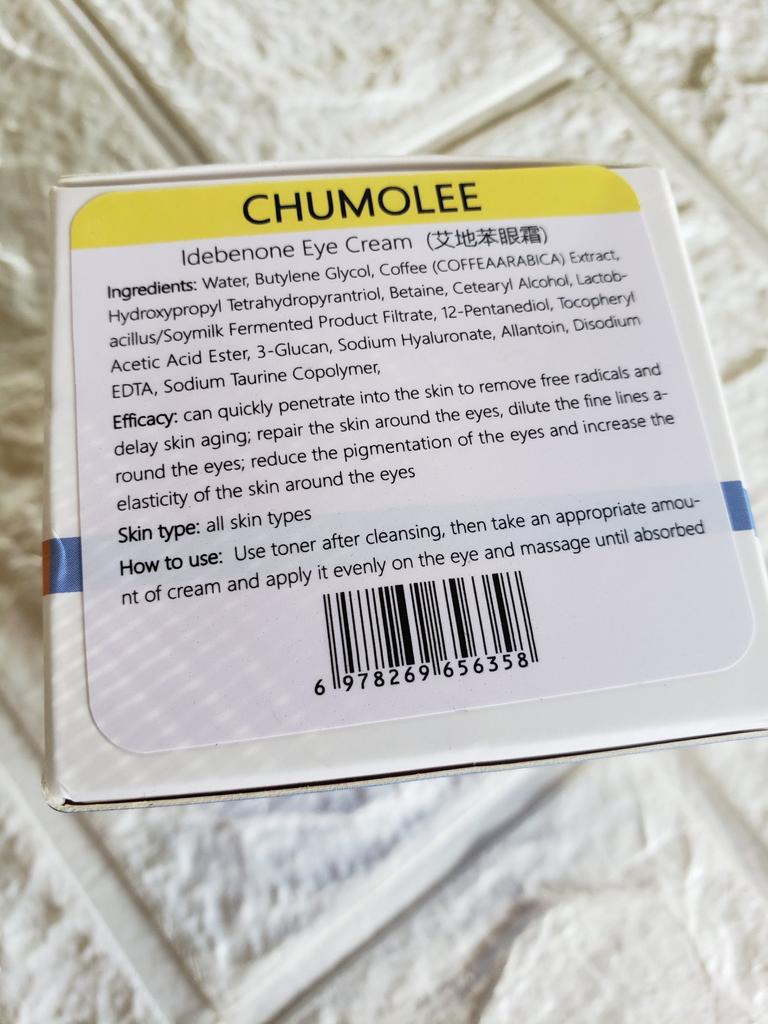 CHUMOLEE
Idebenone Eye Cream (艾地苯眼霜)
Ingredients: Water, Butylene Glycol, Coffee (COFFEAARABICA) Extract,
Hydroxypropyl Tetrahydropyrantriol, Betaine, Cetearyl Alcohol, Lactob-
acillus/Soymilk Fermented Product Filtrate, 12-Pentanediol, Tocopheryl
Acetic Acid Ester, 3-Glucan, Sodium Hyaluronate, Allantoin, Disodium
EDTA, Sodium Taurine Copolymer,
Efficacy: can quickly penetrate into the skin to remove free radicals and
delay skin aging; repair the skin around the eyes, dilute the fine lines a-
round the eyes; reduce the pigmentation of the eyes and increase the
elasticity of the skin around the eyes
Skin type: all skin types
How to use: Use toner after cleansing, then take an appropriate amou-
nt of cream and apply it evenly on the eye and massage until absorbed
6 978269 656358